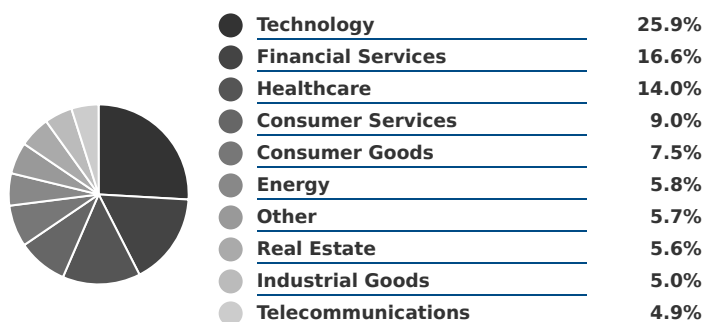 Technology 25.9%
Financial Services 16.6%
Healthcare 14.0%
Consumer Services 9.0%
Consumer Goods 7.5%
Energy 5.8%
Other 5.7%
Real Estate 5.6%
Industrial Goods 5.0%
Telecommunications 4.9%